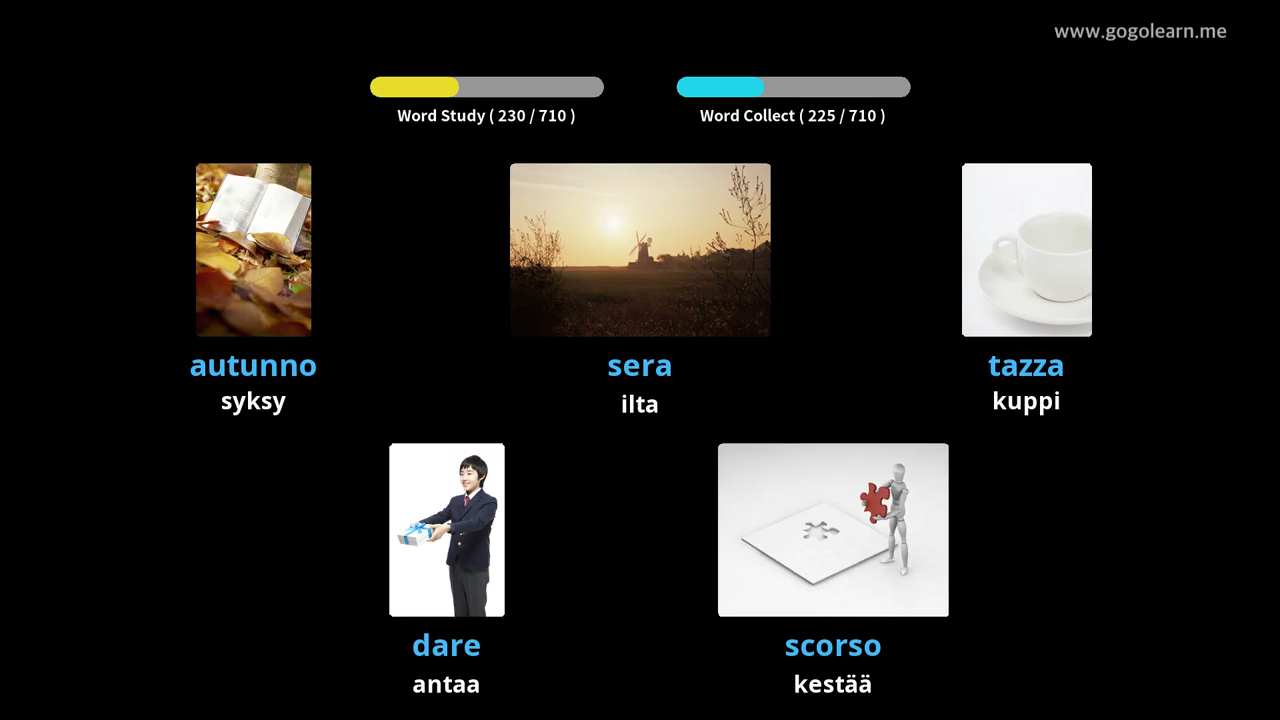 www.gogolearn.me
Word Study ( 230 / 710 )
Word Collect ( 225 / 710 )
autunno
syksy
sera
ilta
tazza
kuppi
dare
antaa
scorso
kestää